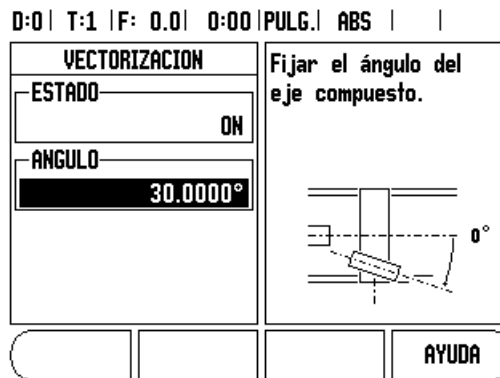 D:0 | T:1 | F: 0.0 | 0:00 | PULG. | ABS | |
VECTORIZACION
ESTADO
ON
ANGULO
30.0000°
Fijar el ángulo del
eje compuesto.
0°
AYUDA